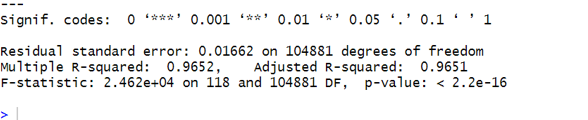 ---
Signif. codes:  0 ‘***’ 0.001 ‘**’ 0.01 ‘*’ 0.05 ‘.’ 0.1 ‘ ’ 1
Residual standard error: 0.01662 on 104881 degrees of freedom
Multiple R-squared:  0.9652,    Adjusted R-squared:  0.9651
F-statistic: 2.462e+04 on 118 and 104881 DF,  p-value: < 2.2e-16
>